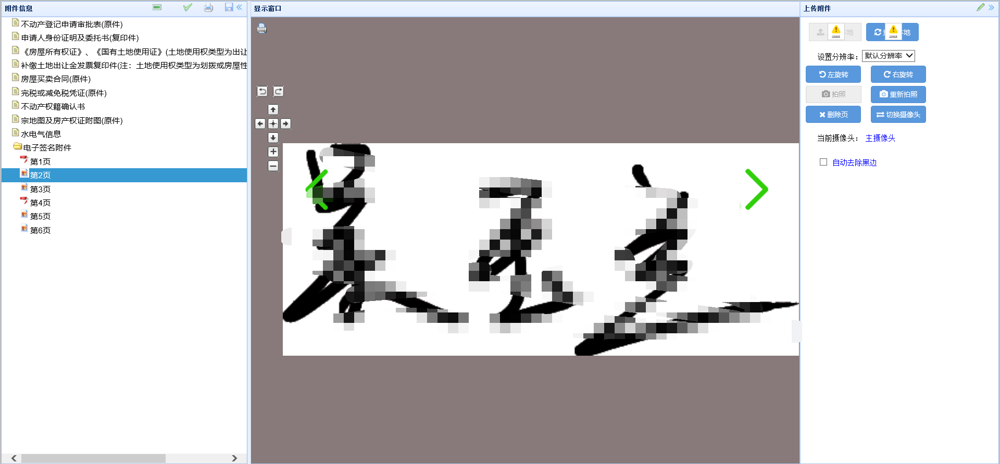 附件信息
不动产登记申请审批表(原件)
申请人身份证明及委托书(复印件)
《房屋所有权证》、《国有土地使用证》(土地使用权类型为出让
补缴土地出让金发票复印件(注：土地使用权类型为划拨或房屋性
房屋买卖合同(原件)
完税或减免税凭证(原件)
不动产权籍确认书
宗地图及房产权证附图(原件)
水电气信息
电子签名附件
第1页
第2页
第3页
第4页
第5页
第6页
显示窗口
上传附件
地
重 地
设置分辨率： 默认分辨率
左旋转 右旋转
拍照 重新拍照
删除页 切换摄像头
当前摄像头： 主摄像头
自动去除黑边